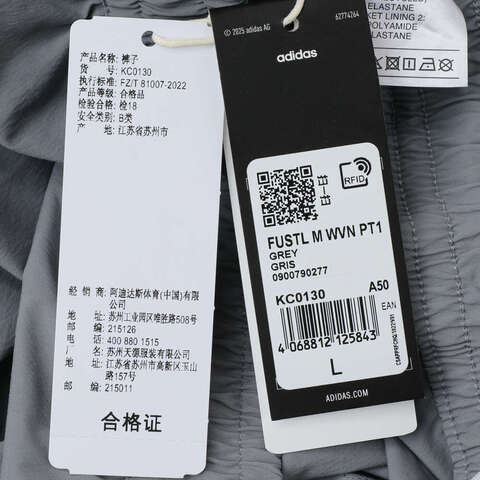 产品名称: 裤子
货 号: KC0130
执行标准: FZ/T 81007-2022
产品等级: 合格品
检验合格: 检18
安全类别: B类
产 地: 江苏省苏州市
经 销 商: 阿迪达斯体育(中国)有限公司
地 址: 苏州工业园区唯胜路508号
邮 编: 215126
电 话: 400 880 1515
制 造 商: 苏州天源服装有限公司
地 址: 江苏省苏州市高新区玉山
路157号
邮 编: 215011
合格证
© 2025 adidas AG
62774264
adidas
RFID
FUSTL M WVN PT1
GREY
GRIS
0900790277
KC0130
A50
EAN
4 068812 125843
L
ADIDAS.COM
ELASTANE
KET LINING 2:
POLYAMIDE
ELASTANE